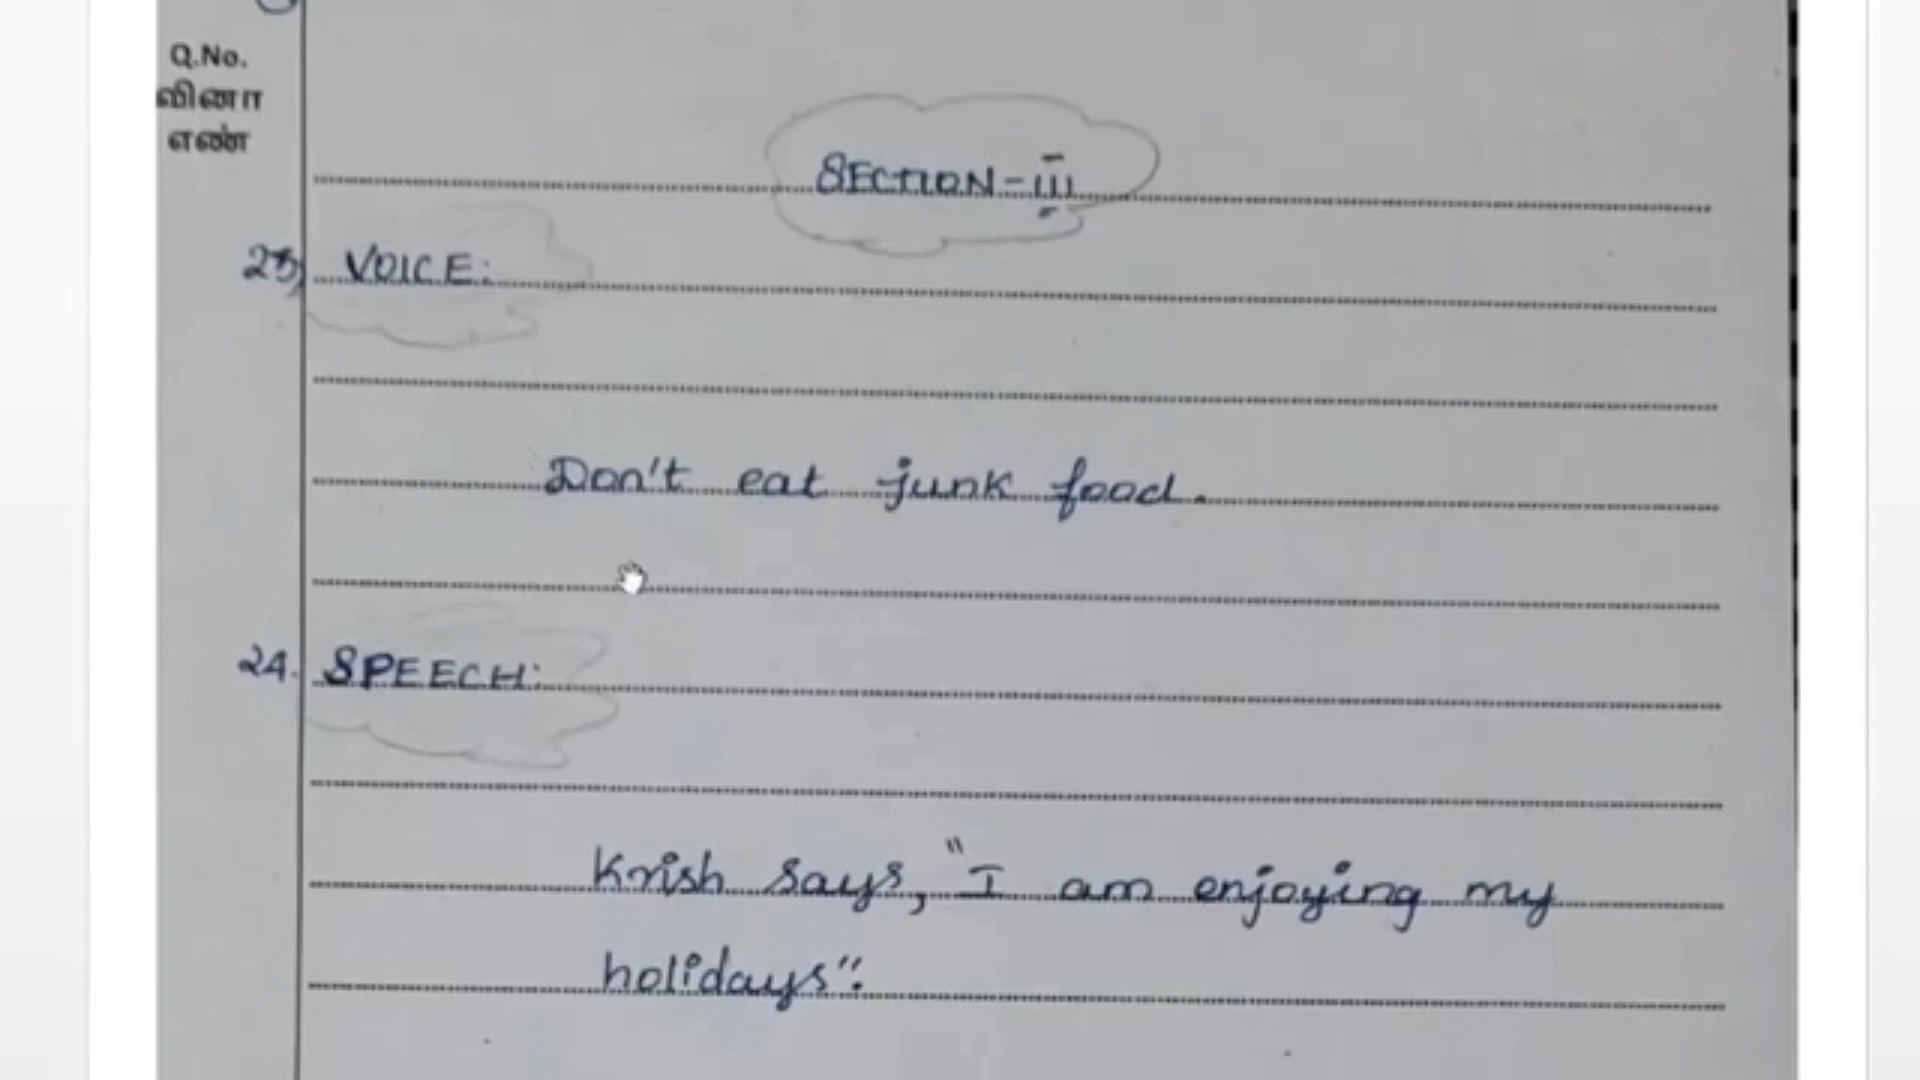 Q.No.
வினா
எண்
SECTION-III
23) VOICE:
Don't eat junk food.
24. SPEECH:
Krish says, "I am enjoying my
holidays".